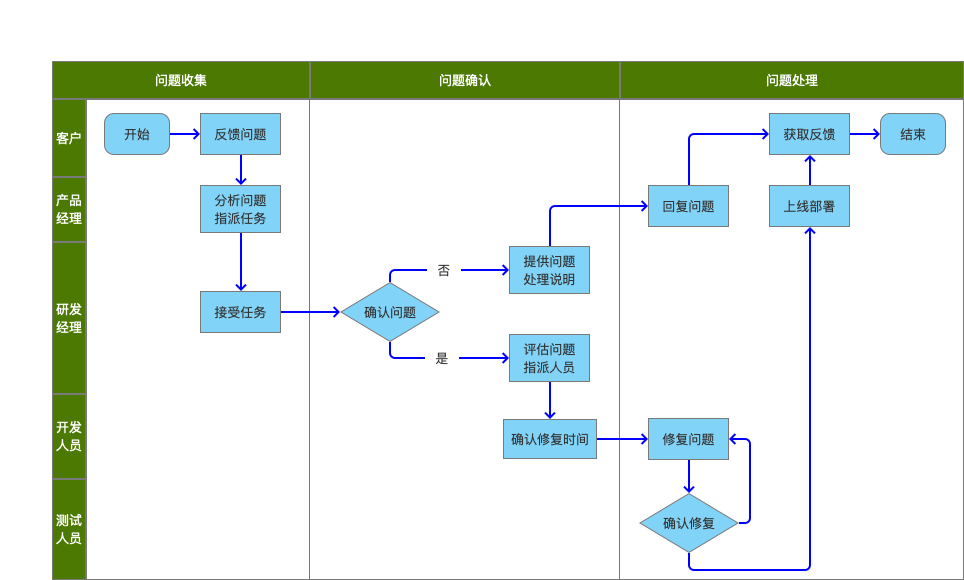 问题收集
问题确认
问题处理
客户
开始
反馈问题
获取反馈
结束
产品
经理
分析问题
指派任务
回复问题
上线部署
研发
经理
提供问题
处理说明
否
接受任务
确认问题
是
评估问题
指派人员
开发
人员
确认修复时间
修复问题
测试
人员
确认修复